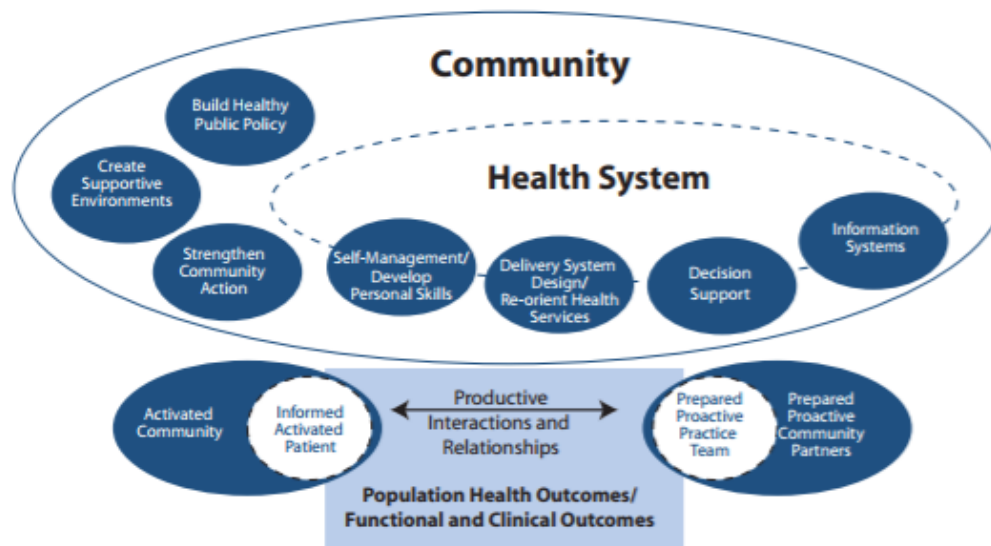 Community
Build Healthy
Public Policy
Create
Supportive
Environments
Strengthen
Community
Action
Health System
Self-Management/
Develop
Personal Skills
Delivery System
Design/
Re-orient Health
Services
Decision
Support
Information
Systems
Activated
Community
Informed
Activated
Patient
Productive
Interactions and
Relationships
Prepared
Proactive
Practice
Team
Prepared
Proactive
Community
Partners
Population Health Outcomes/
Functional and Clinical Outcomes